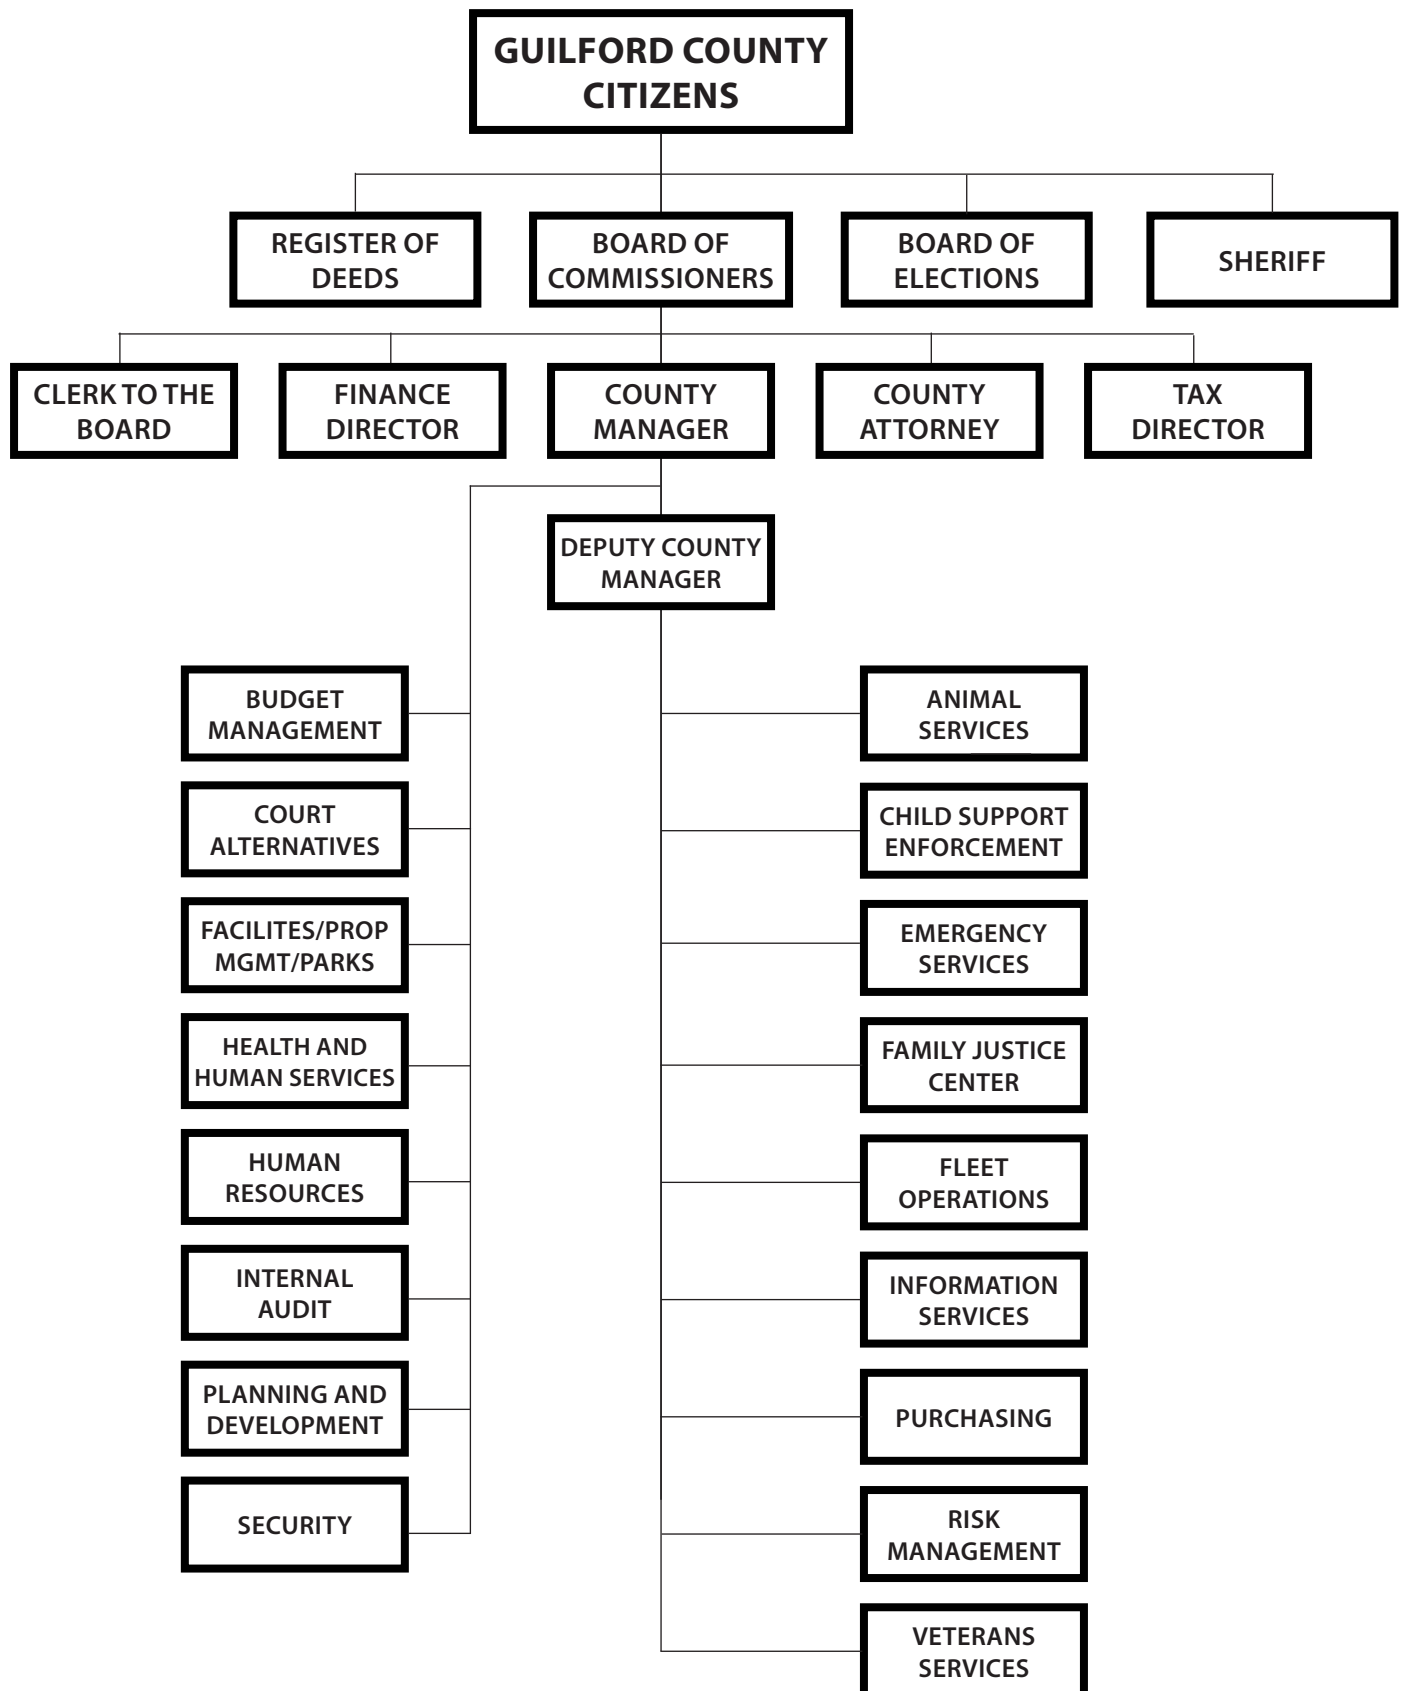 GUILFORD COUNTY
CITIZENS
REGISTER OF
DEEDS
BOARD OF
COMMISSIONERS
BOARD OF
ELECTIONS
SHERIFF
CLERK TO THE
BOARD
FINANCE
DIRECTOR
COUNTY
MANAGER
COUNTY
ATTORNEY
TAX
DIRECTOR
DEPUTY COUNTY
MANAGER
BUDGET
MANAGEMENT
COURT
ALTERNATIVES
FACILITES/PROP
MGMT/PARKS
HEALTH AND
HUMAN SERVICES
HUMAN
RESOURCES
INTERNAL
AUDIT
PLANNING AND
DEVELOPMENT
SECURITY
ANIMAL
SERVICES
CHILD SUPPORT
ENFORCEMENT
EMERGENCY
SERVICES
FAMILY JUSTICE
CENTER
FLEET
OPERATIONS
INFORMATION
SERVICES
PURCHASING
RISK
MANAGEMENT
VETERANS
SERVICES